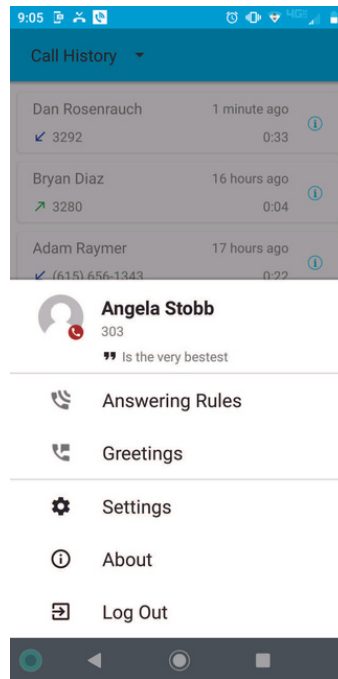 9:05 4G
Call History
Dan Rosenrauch 1 minute ago
3292 0:33
Bryan Diaz 16 hours ago
3280 0:04
Adam Raymer 17 hours ago
(615) 656-1343 0:22
Angela Stobb
303
❞ Is the very bestest
Answering Rules
Greetings
Settings
About
Log Out